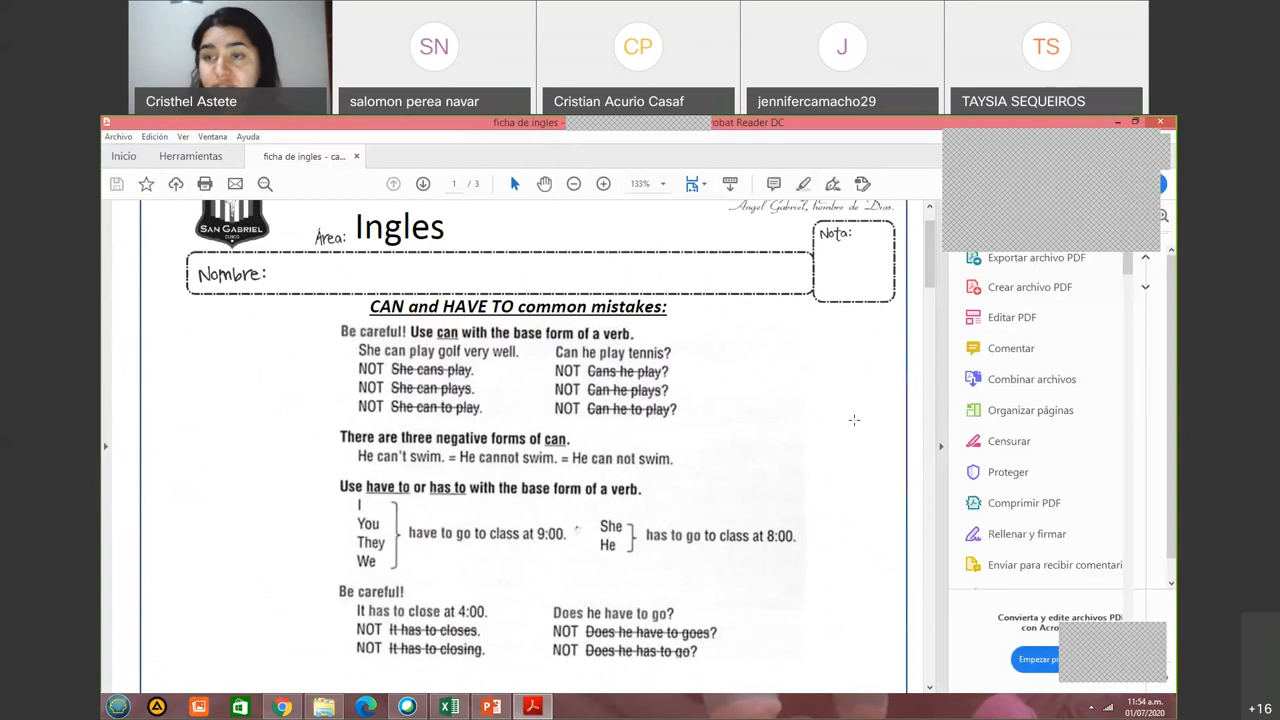 SN
CP
J
TS
Cristhel Astete
salomon perea navar
Cristian Acurio Casaf
jennifercamacho29
TAYSIA SEQUEIROS
ficha de ingles - robat Reader DC
Archivo Edición Ver Ventana Ayuda
Inicio Herramientas ficha de ingles - ca... ×
1 / 3 133%
Angel Gabriel, hombre de Dios.
SAN GABRIEL
CUSCO
Área: Ingles
Nota:
Nombre:
CAN and HAVE TO common mistakes:
Be careful! Use can with the base form of a verb.
She can play golf very well. Can he play tennis?
NOT She cans play. NOT Cans he play?
NOT She can plays. NOT Can he plays?
NOT She can to play. NOT Can he to play?
There are three negative forms of can.
He can't swim. = He cannot swim. = He can not swim.
Use have to or has to with the base form of a verb.
I
You
They
We
have to go to class at 9:00.
She
He
has to go to class at 8:00.
Be careful!
It has to close at 4:00. Does he have to go?
NOT It has to closes. NOT Does he have to goes?
NOT It has to closing. NOT Does he has to go?
Exportar archivo PDF
Crear archivo PDF
Editar PDF
Comentar
Combinar archivos
Organizar páginas
Censurar
Proteger
Comprimir PDF
Rellenar y firmar
Enviar para recibir comentari
Convierta y edite archivos PD
con Acro
Empezar pr
11:54 a.m.
01/07/2020
+16